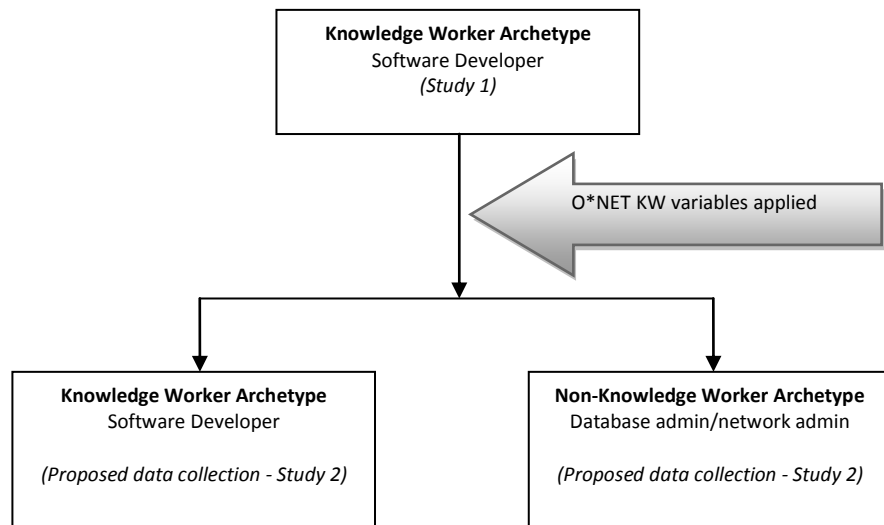 Knowledge Worker Archetype
Software Developer
(Study 1)
O*NET KW variables applied
Knowledge Worker Archetype
Software Developer
(Proposed data collection - Study 2)
Non-Knowledge Worker Archetype
Database admin/network admin
(Proposed data collection - Study 2)